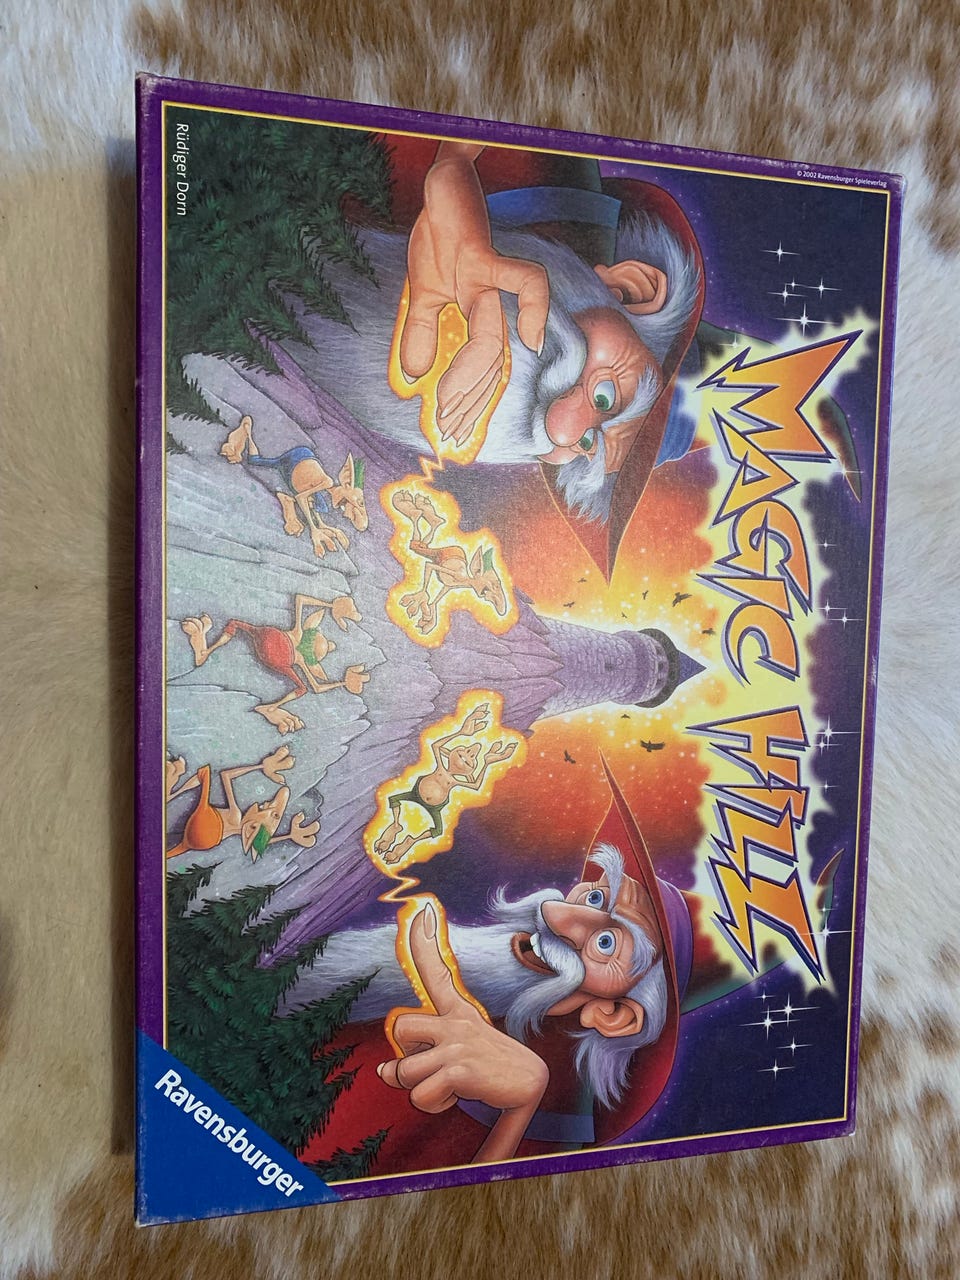 © 2002 Ravensburger Spieleverlag
MAGIC HILL
Rüdiger Dorn
Ravensburger